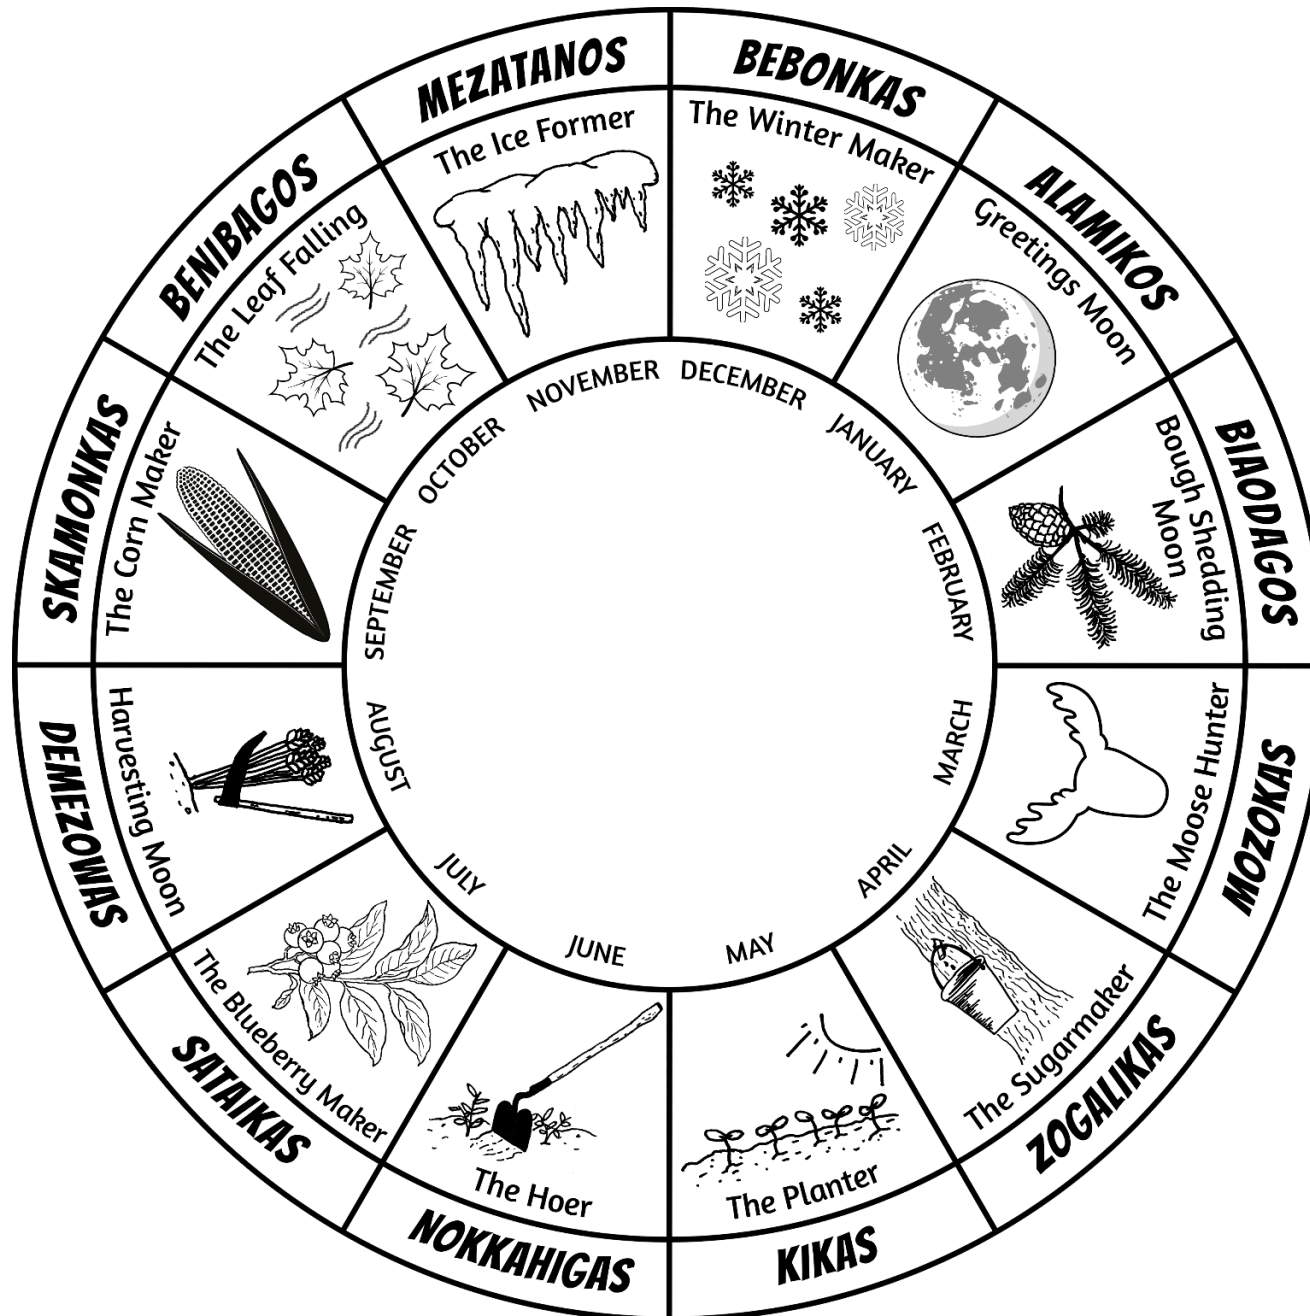 BEBONKAS
The Winter Maker
DECEMBER
ALAMIKOS
Greetings Moon
JANUARY
BIAODAGOS
Bough Shedding
Moon
FEBRUARY
MOZOKAS
The Moose Hunter
MARCH
ZOGALIKAS
The Sugarmaker
APRIL
KIKAS
The Planter
MAY
NOKKAHIGAS
The Hoer
JUNE
SATAIKAS
The Blueberry Maker
JULY
DEMEZOWAS
Harvesting Moon
AUGUST
SKAMONKAS
The Corn Maker
SEPTEMBER
BENIBAGOS
The Leaf Falling
OCTOBER
MEZATANOS
The Ice Former
NOVEMBER